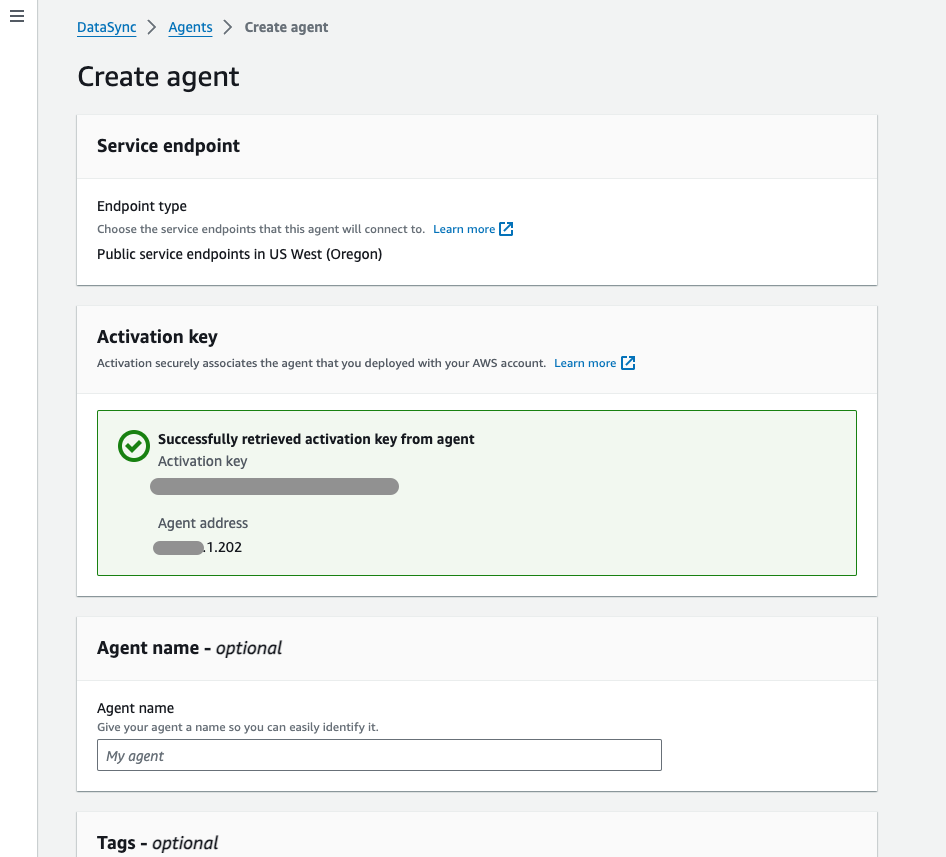 DataSync > Agents > Create agent
Create agent
Service endpoint
Endpoint type
Choose the service endpoints that this agent will connect to. Learn more
Public service endpoints in US West (Oregon)
Activation key
Activation securely associates the agent that you deployed with your AWS account. Learn more
Successfully retrieved activation key from agent
Activation key
Agent address
.1.202
Agent name - optional
Agent name
Give your agent a name so you can easily identify it.
My agent
Tags - optional